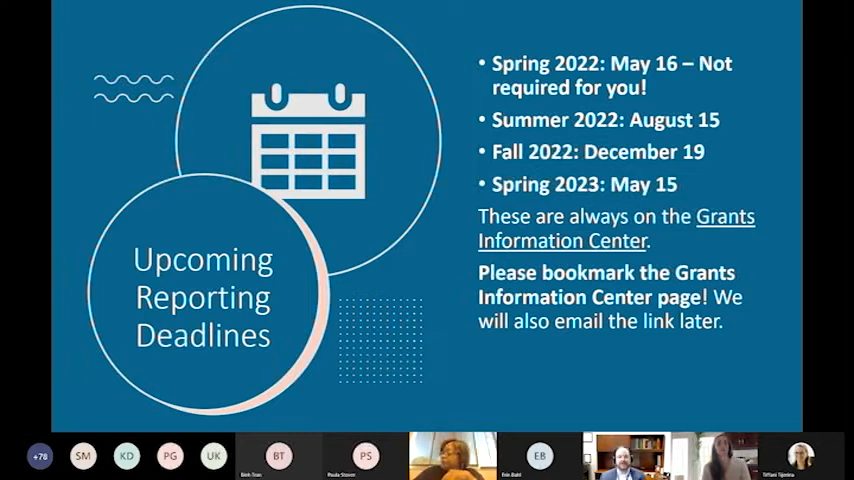 • Spring 2022: May 16 – Not
required for you!
• Summer 2022: August 15
• Fall 2022: December 19
• Spring 2023: May 15
These are always on the Grants
Information Center.
Please bookmark the Grants
Information Center page! We
will also email the link later.
Upcoming
Reporting
Deadlines
+78
SM
KD
PG
UK
BT
PS
EB
Binh Tran